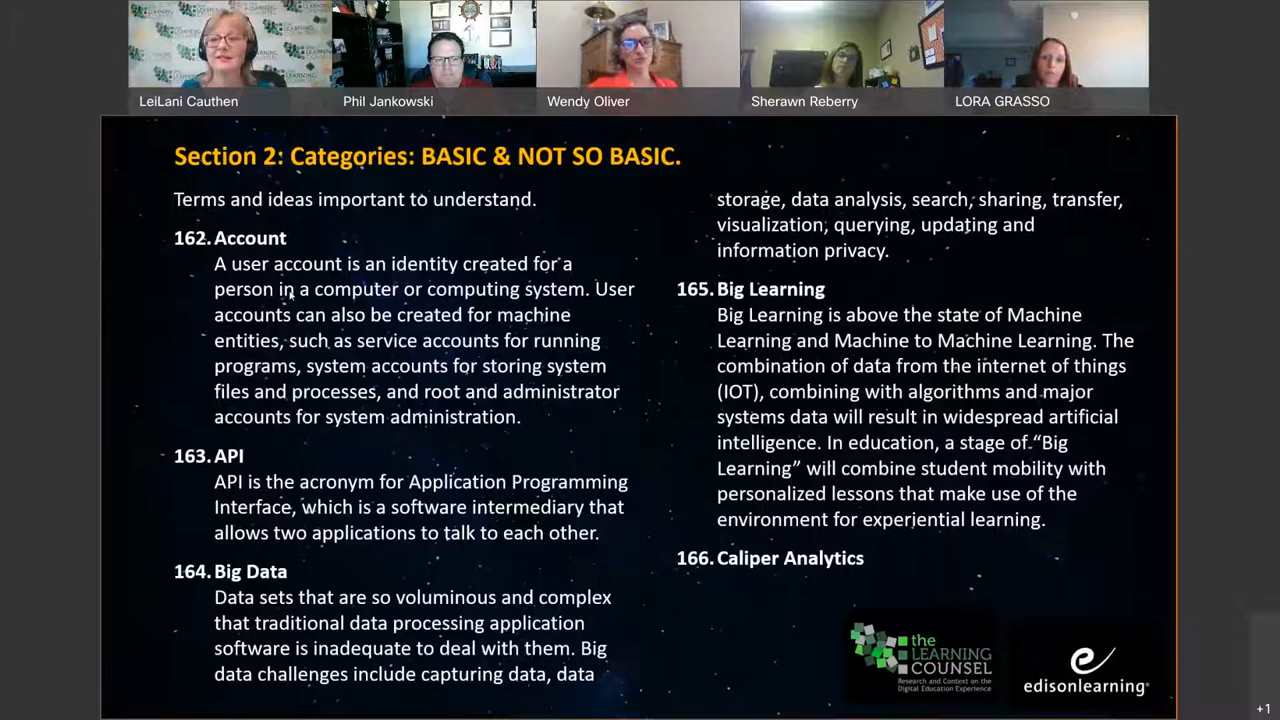 LeiLani Cauthen
Phil Jankowski
Wendy Oliver
Sherawn Reberry
LORA GRASSO
Section 2: Categories: BASIC & NOT SO BASIC.
Terms and ideas important to understand.
162. Account
A user account is an identity created for a
person in a computer or computing system. User
accounts can also be created for machine
entities, such as service accounts for running
programs, system accounts for storing system
files and processes, and root and administrator
accounts for system administration.
163. API
API is the acronym for Application Programming
Interface, which is a software intermediary that
allows two applications to talk to each other.
164. Big Data
Data sets that are so voluminous and complex
that traditional data processing application
software is inadequate to deal with them. Big
data challenges include capturing data, data
storage, data analysis, search, sharing, transfer,
visualization, querying, updating and
information privacy.
165. Big Learning
Big Learning is above the state of Machine
Learning and Machine to Machine Learning. The
combination of data from the internet of things
(IOT), combining with algorithms and major
systems data will result in widespread artificial
intelligence. In education, a stage of “Big
Learning” will combine student mobility with
personalized lessons that make use of the
environment for experiential learning.
166. Caliper Analytics
the
LEARNING
COUNSEL
Research and Context on the
Digital Education Experience
edisonlearning
+1